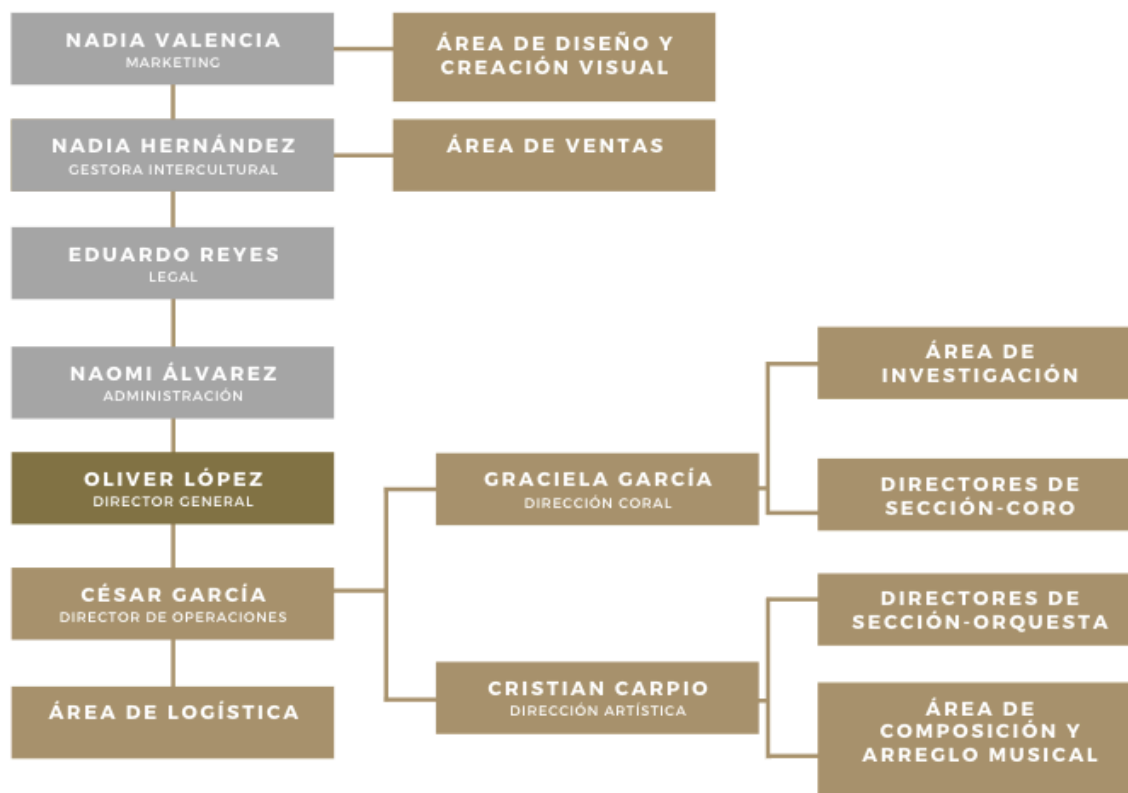 NADIA VALENCIA
MARKETING
ÁREA DE DISEÑO Y
CREACIÓN VISUAL
NADIA HERNÁNDEZ
GESTORA INTERCULTURAL
ÁREA DE VENTAS
EDUARDO REYES
LEGAL
NAOMI ÁLVAREZ
ADMINISTRACIÓN
OLIVER LÓPEZ
DIRECTOR GENERAL
CÉSAR GARCÍA
DIRECTOR DE OPERACIONES
ÁREA DE LOGÍSTICA
GRACIELA GARCÍA
DIRECCIÓN CORAL
ÁREA DE
INVESTIGACIÓN
DIRECTORES DE
SECCIÓN-CORO
CRISTIAN CARPIO
DIRECCIÓN ARTÍSTICA
DIRECTORES DE
SECCIÓN-ORQUESTA
ÁREA DE
COMPOSICIÓN Y
ARREGLO MUSICAL